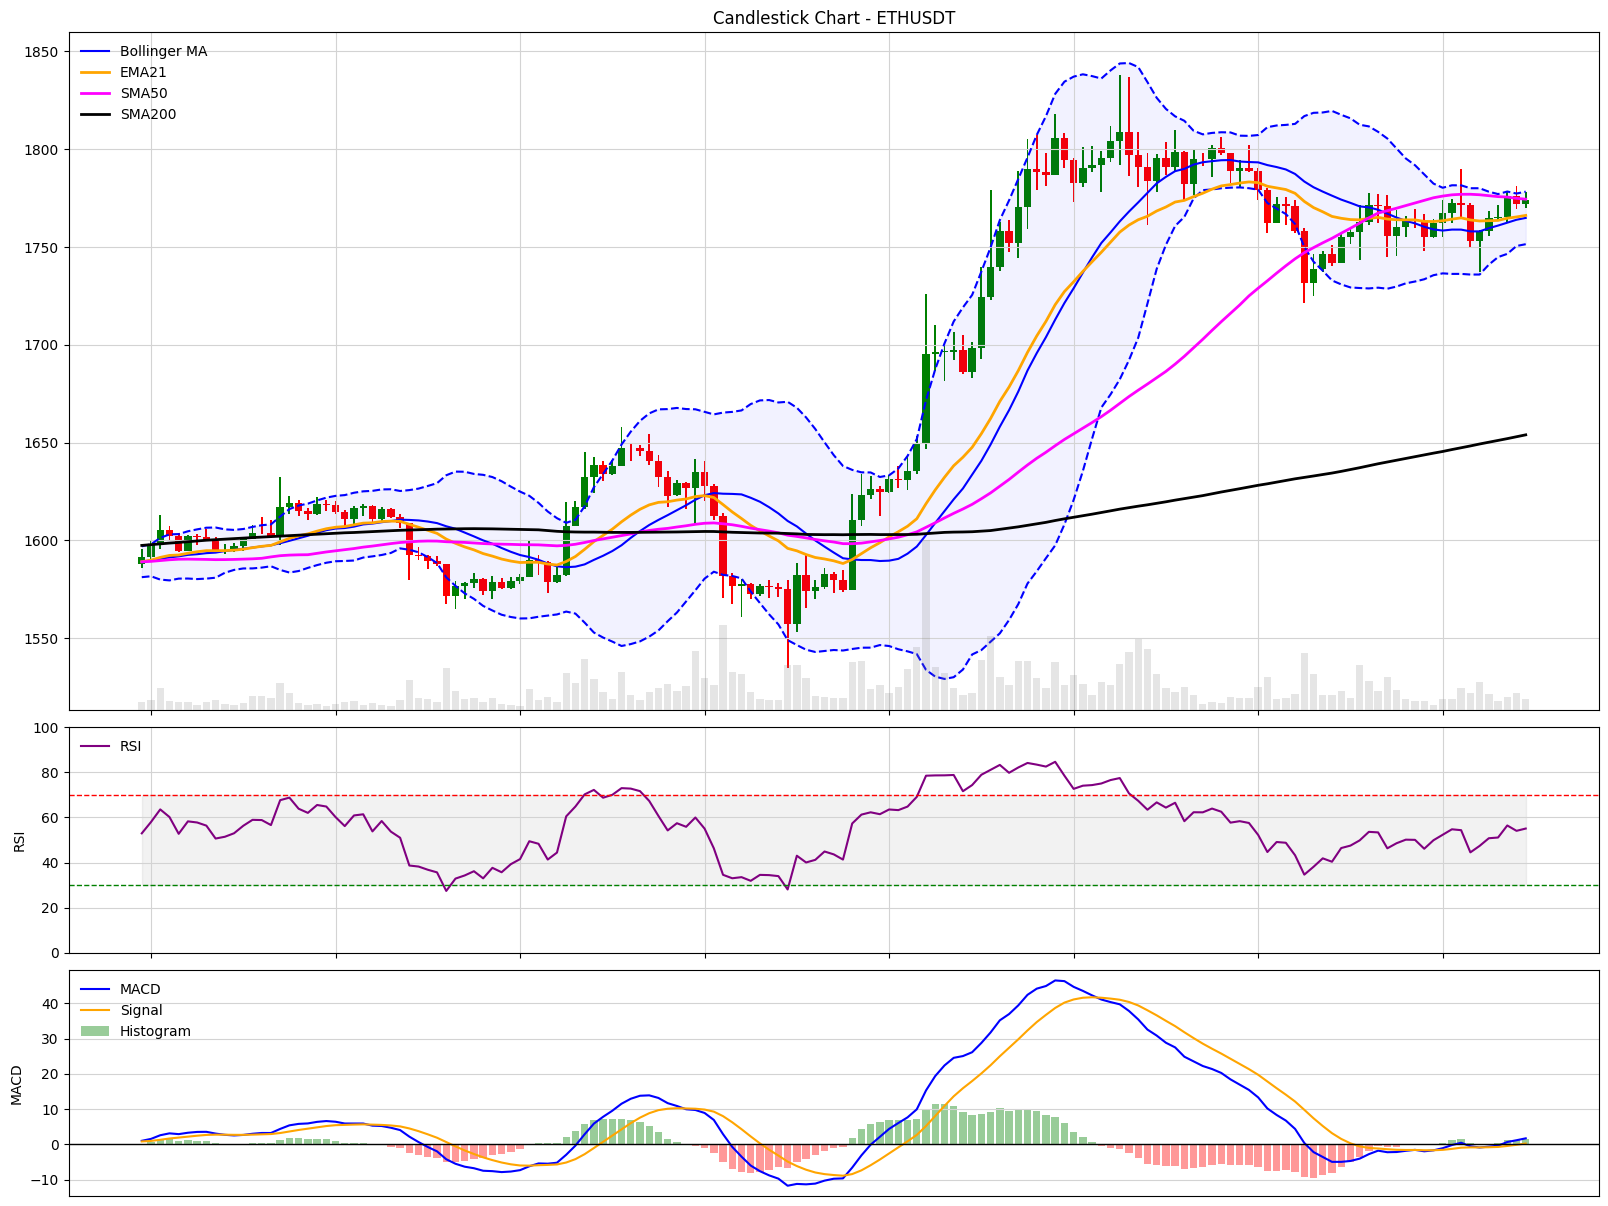 Candlestick Chart - ETHUSDT
Bollinger MA
EMA21
SMA50
SMA200
1850
1800
1750
1700
1650
1600
1550
RSI
RSI
100
80
60
40
20
0
MACD
Signal
Histogram
MACD
40
30
20
10
0
−10